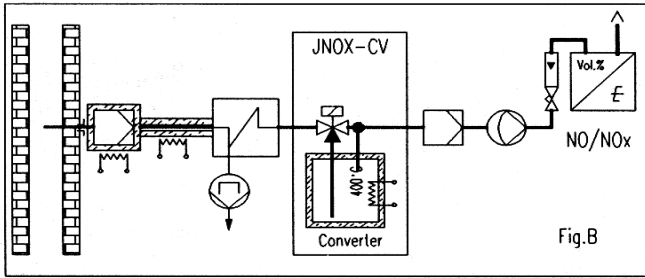 JNOX-CV
Vol.%
E
NO/NOx
400°C
Converter
Fig.B